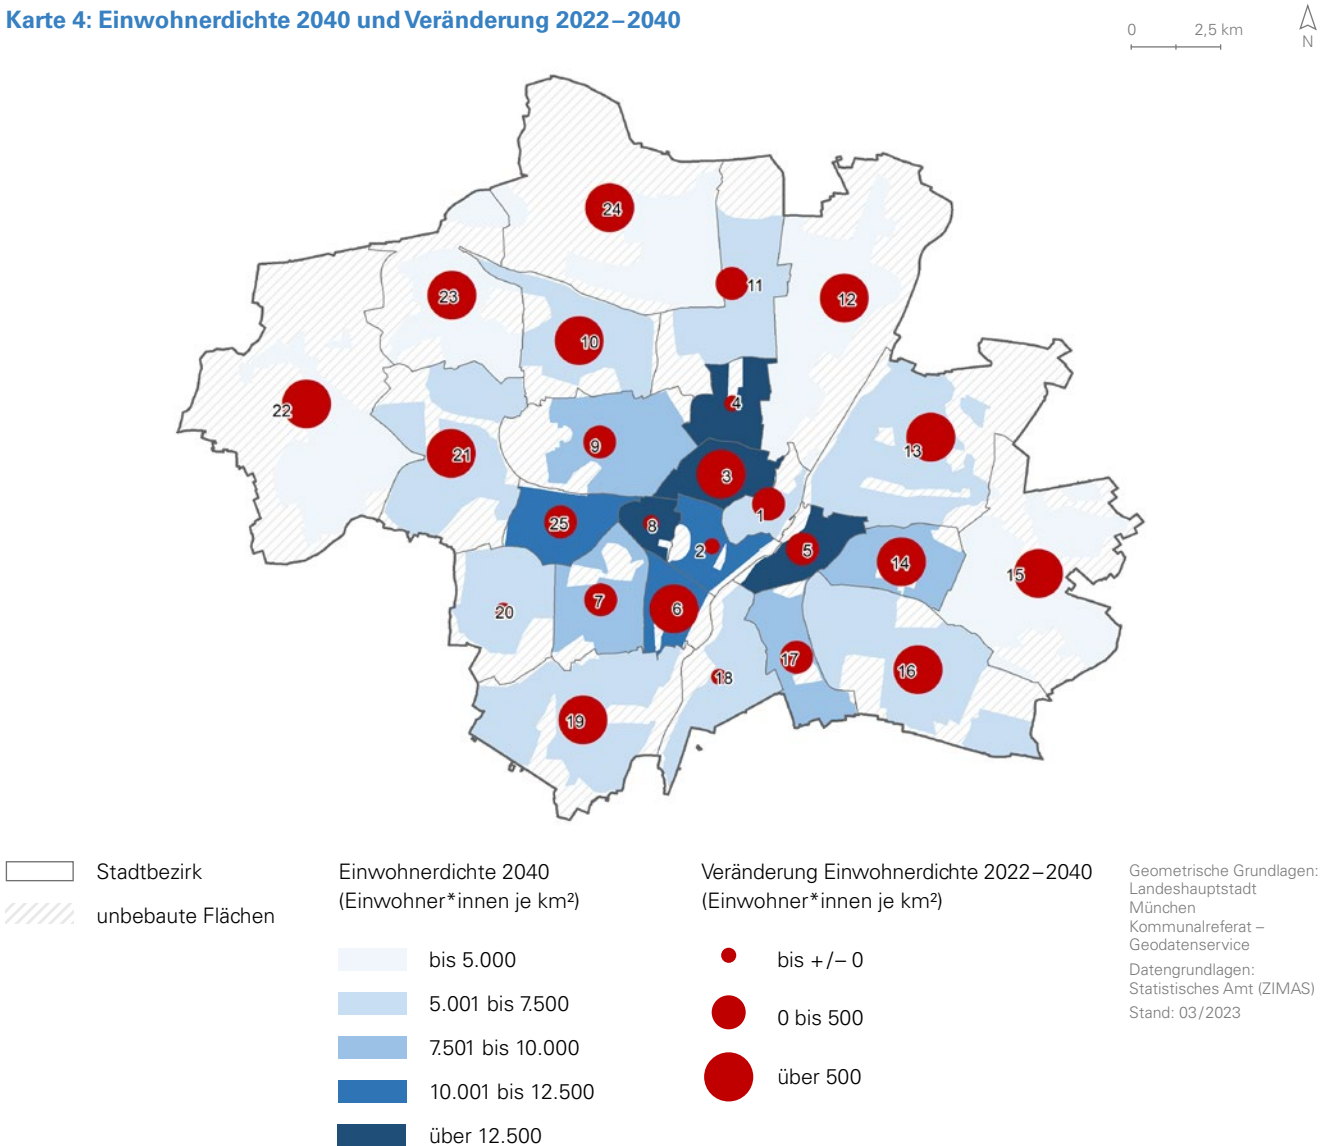 Karte 4: Einwohnerdichte 2040 und Veränderung 2022–2040
0 2,5 km
N
24
11
23
12
10
22
4
9
13
21
3
1
25
8
2
5
14
15
20
7
6
17
18
16
19
Stadtbezirk
unbebaute Flächen
Einwohnerdichte 2040
(Einwohner*innen je km²)
bis 5.000
5.001 bis 7.500
7.501 bis 10.000
10.001 bis 12.500
über 12.500
Veränderung Einwohnerdichte 2022–2040
(Einwohner*innen je km²)
bis +/– 0
0 bis 500
über 500
Geometrische Grundlagen:
Landeshauptstadt
München
Kommunalreferat –
Geodatenservice
Datengrundlagen:
Statistisches Amt (ZIMAS)
Stand: 03/2023